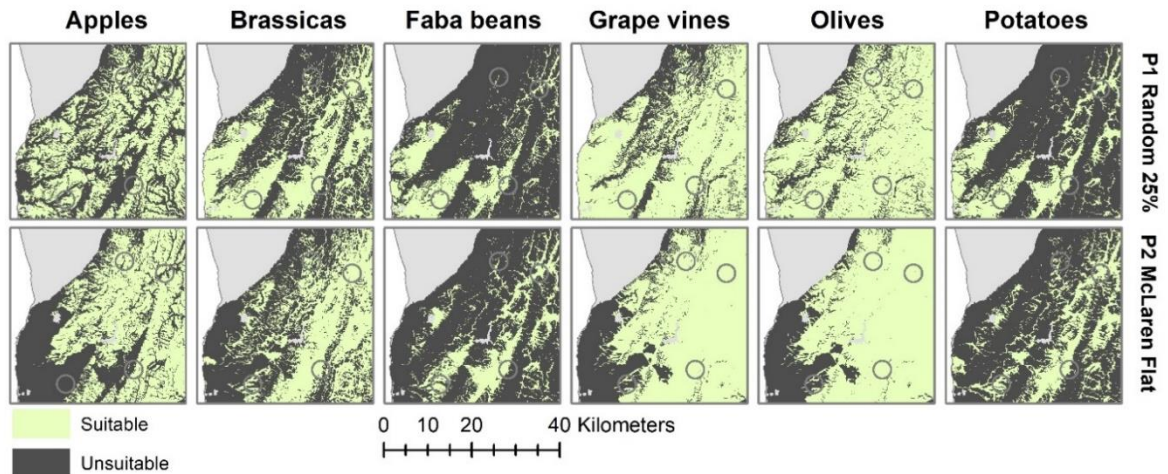 Apples Brassicas Faba beans Grape vines Olives Potatoes
P1 Random 25%
P2 McLaren Flat
Suitable
Unsuitable
0 10 20 40 Kilometers